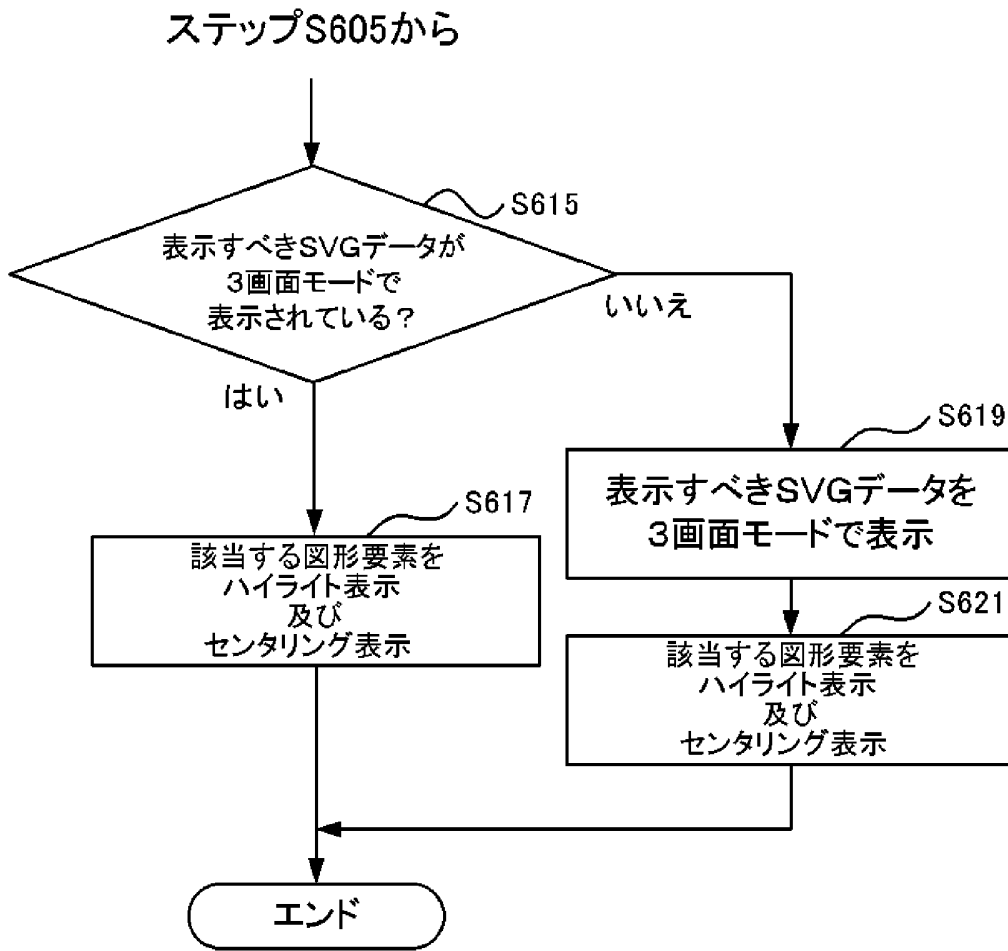 ステップS605から
S615
表示すべきSVGデータが
3画面モードで
表示されている?
いいえ
はい
S619
表示すべきSVGデータを
3画面モードで表示
S617
該当する図形要素を
ハイライト表示
及び
センタリング表示
S621
該当する図形要素を
ハイライト表示
及び
センタリング表示
エンド